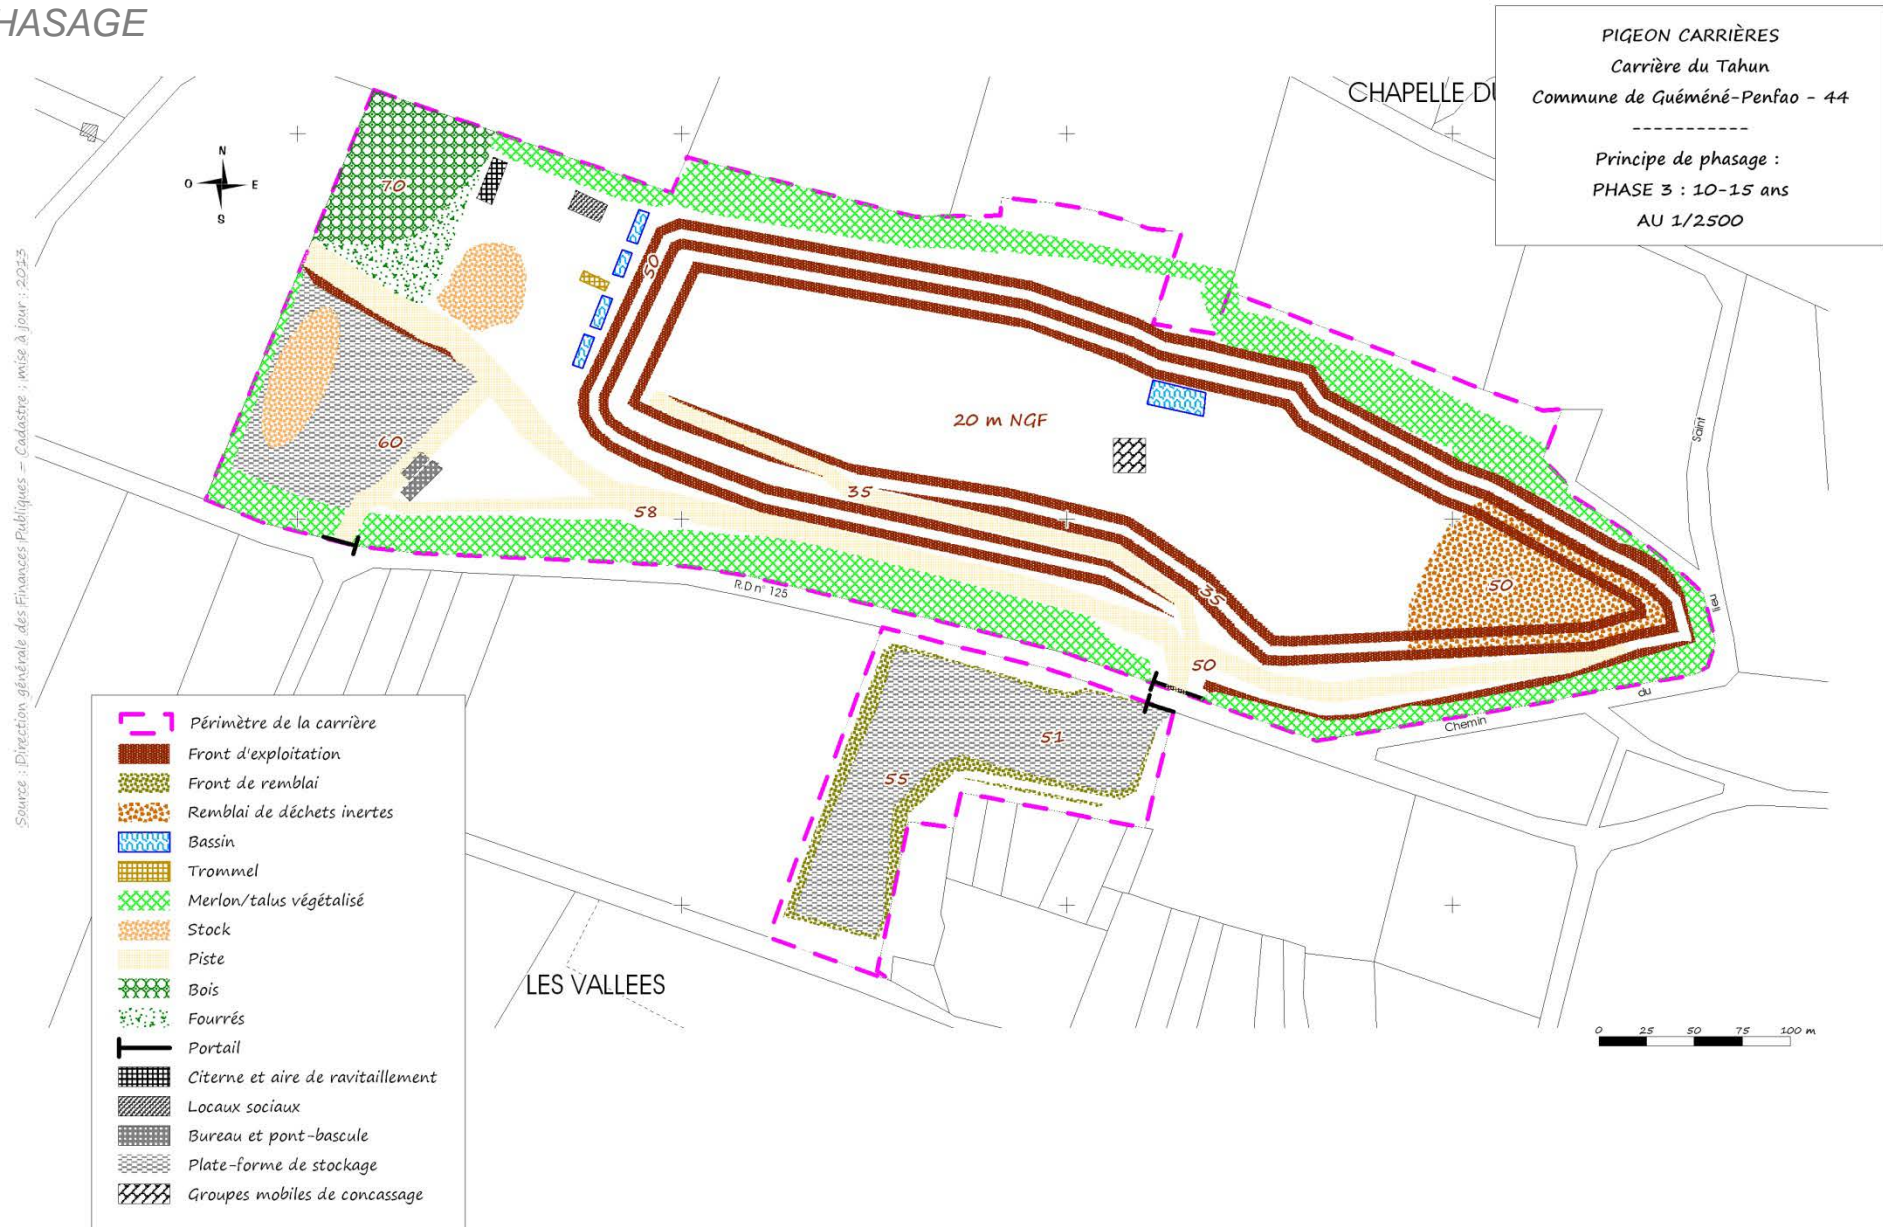 HASAGE
PIGEON CARRIÈRES
Carrière du Tahun
Commune de Guéméné-Penfao - 44
-----------
Principe de phasage :
PHASE 3 : 10-15 ans
AU 1/2500
CHAPELLE DU
N
O
E
S
70
50
20 m NGF
60
35
58
35
50
50
51
55
R.D n° 125
Saint
lieu
du
Chemin
LES VALLEES
Source : Direction générale des Finances Publiques - Cadastre ; mise à jour : 2013
Périmètre de la carrière
Front d'exploitation
Front de remblai
Remblai de déchets inertes
Bassin
Trommel
Merlon/talus végétalisé
Stock
Piste
Bois
Fourrés
Portail
Citerne et aire de ravitaillement
Locaux sociaux
Bureau et pont-bascule
Plate-forme de stockage
Groupes mobiles de concassage
0 25 50 75 100 m